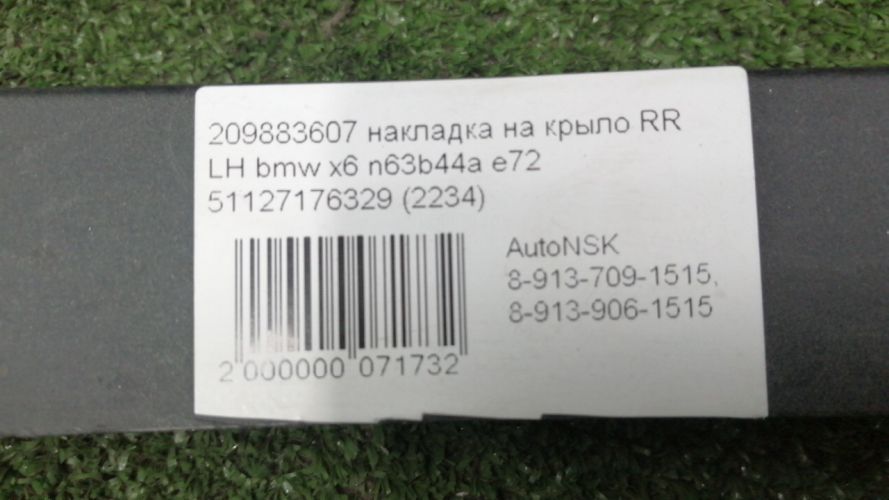 209883607 накладка на крыло RR
LH bmw x6 n63b44a e72
51127176329 (2234)
AutoNSK
8-913-709-1515,
8-913-906-1515
2 000000 071732